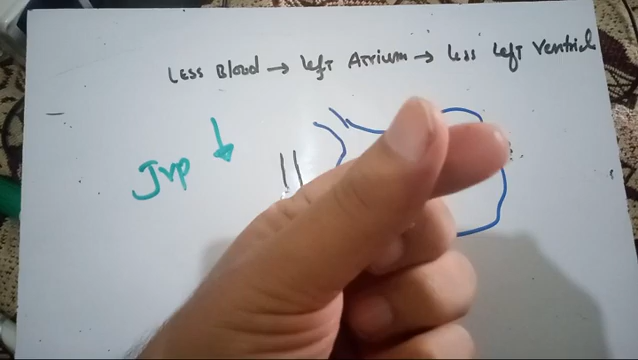 Less Blood → Left Atrium → Less Left Ventricl
Jvp ↓